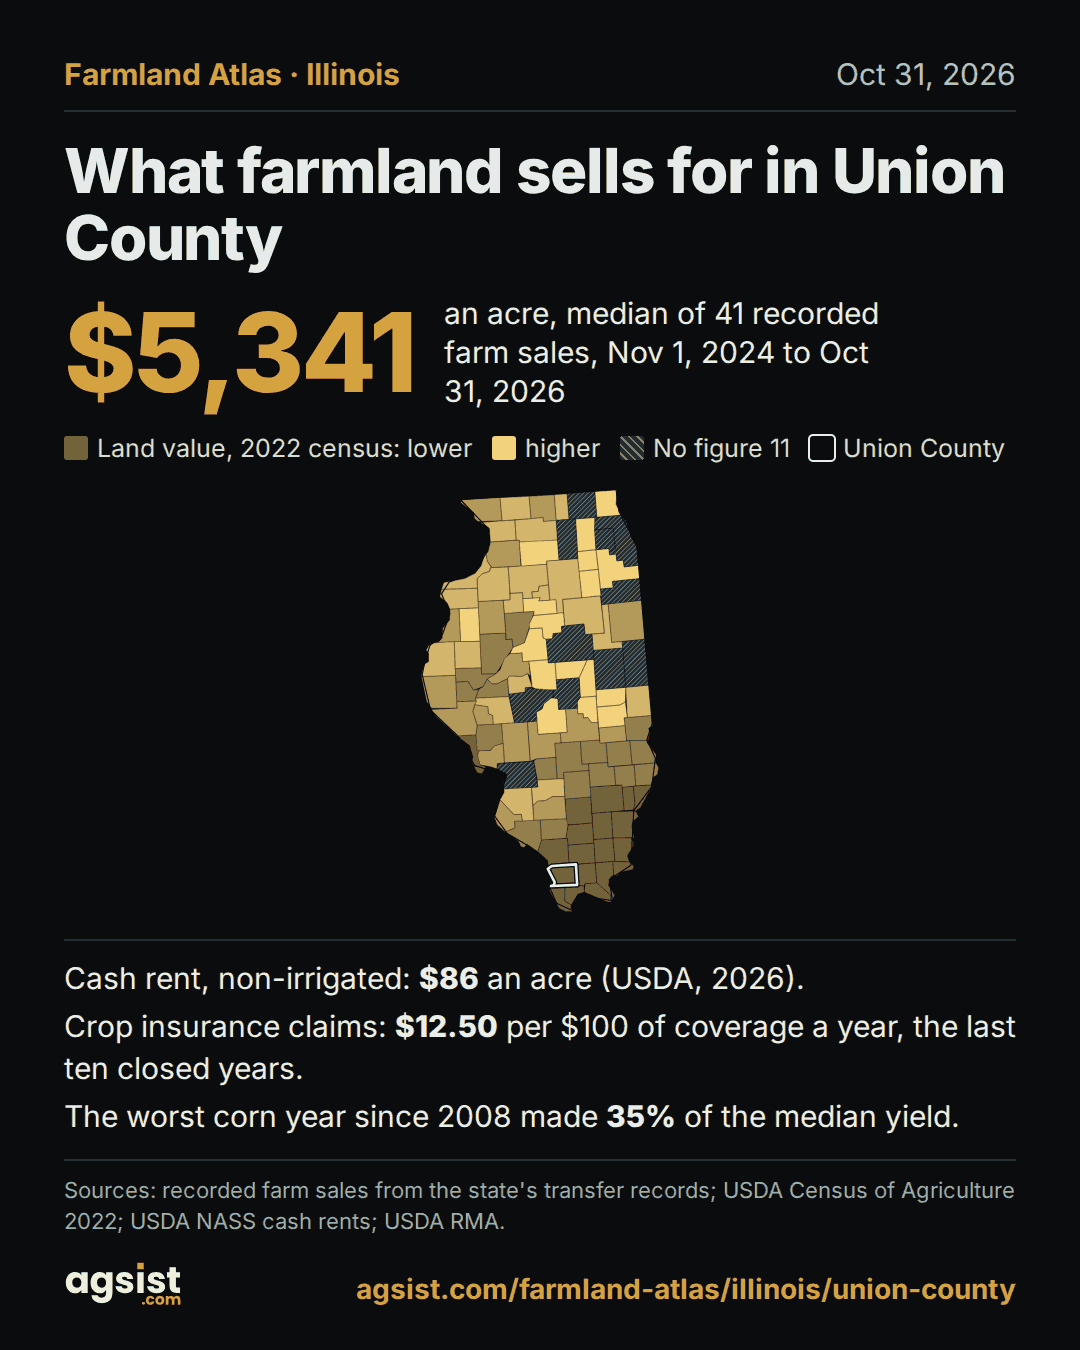 Farmland Atlas · Illinois
Oct 31, 2026
What farmland sells for in Union
County
$5,341
an acre, median of 41 recorded
farm sales, Nov 1, 2024 to Oct
31, 2026
Land value, 2022 census: lower
higher
No figure 11
Union County
Cash rent, non-irrigated: $86 an acre (USDA, 2026).
Crop insurance claims: $12.50 per $100 of coverage a year, the last
ten closed years.
The worst corn year since 2008 made 35% of the median yield.
Sources: recorded farm sales from the state's transfer records; USDA Census of Agriculture
2022; USDA NASS cash rents; USDA RMA.
agsist
.com
agsist.com/farmland-atlas/illinois/union-county